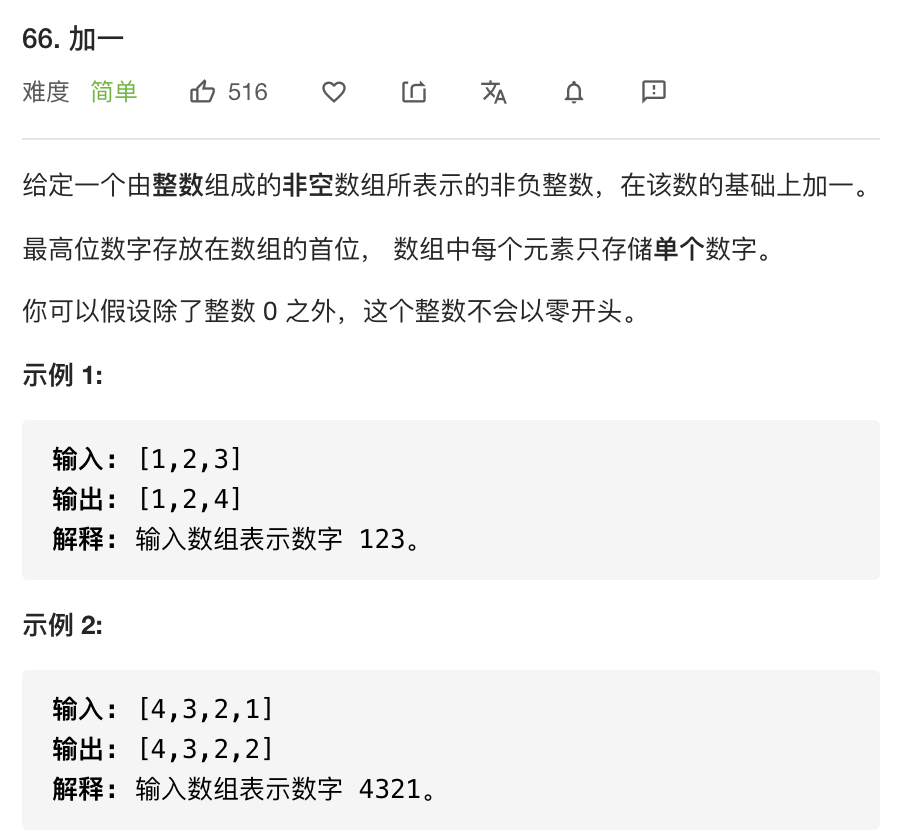 66. 加一
难度 简单 516
给定一个由整数组成的非空数组所表示的非负整数，在该数的基础上加一。
最高位数字存放在数组的首位， 数组中每个元素只存储单个数字。
你可以假设除了整数 0 之外，这个整数不会以零开头。
示例 1:
输入: [1,2,3]
输出: [1,2,4]
解释: 输入数组表示数字 123。
示例 2:
输入: [4,3,2,1]
输出: [4,3,2,2]
解释: 输入数组表示数字 4321。